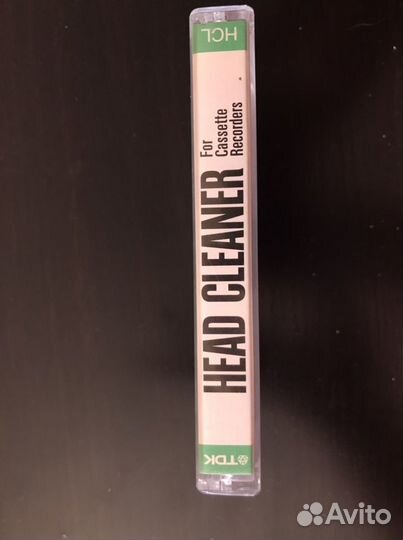 TDK
HEAD CLEANER
For
Cassette
Recorders
HCL
Avito